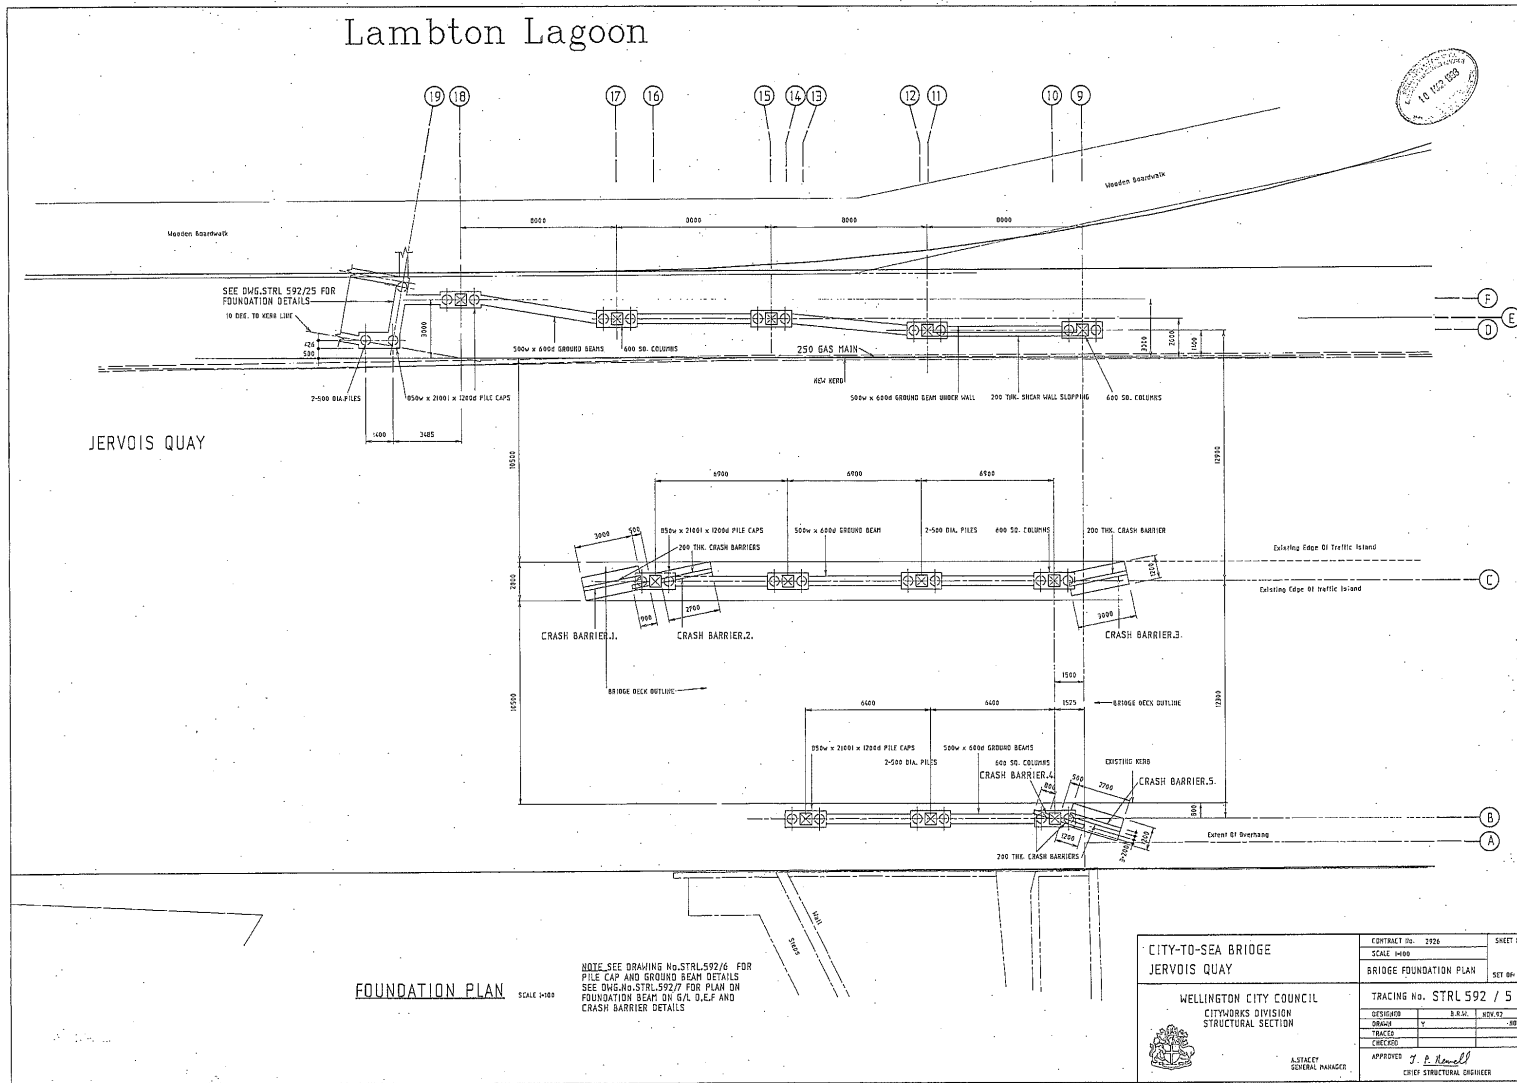 Lambton Lagoon
19 18 17 16 15 14 13 12 11 10 9
Wooden Boardwalk
Wooden Boardwalk
8000 8000 8000 8000
SEE DWG.STRL 592/25 FOR
FOUNDATION DETAILS
10 DEG. TO KERB LINE
F
E
D
426
500
3000
500w x 600d GROUND BEAMS
600 SQ. COLUMNS
250 GAS MAIN
NEW KERB
2000
2-500 DIA.PILES
850w x 2100l x 1200d PILE CAPS
500w x 600d GROUND BEAM UNDER WALL
200 THK. SHEAR WALL SLOPPING
600 SQ. COLUMNS
1400 3485
JERVOIS QUAY
10500
12900
6900 6900 6900
3000
500
850w x 2100l x 1200d PILE CAPS
500w x 600d GROUND BEAM
2-500 DIA. PILES
600 SQ. COLUMNS
200 THK. CRASH BARRIER
200 THK. CRASH BARRIERS
Existing Edge Of Traffic Island
1200
C
2000
Existing Edge Of Traffic Island
900
2700
3000
CRASH BARRIER.1.
CRASH BARRIER.2.
CRASH BARRIER.3.
1500
BRIDGE DECK OUTLINE
10500
6400 6400 1525
BRIDGE DECK OUTLINE
12300
850w x 2100l x 1200d PILE CAPS
500w x 600d GROUND BEAMS
2-500 DIA. PILES
600 SQ. COLUMNS
EXISTING KERB
CRASH BARRIER.4.
CRASH BARRIER.5.
800
500
2700
800
B
1200
1200
Extent Of Overhang
A
200 THK. CRASH BARRIERS
Wall
Steps
FOUNDATION PLAN SCALE 1:100
NOTE SEE DRAWING No.STRL.592/6 FOR
PILE CAP AND GROUND BEAM DETAILS
SEE DWG.No.STRL.592/7 FOR PLAN ON
FOUNDATION BEAM ON G/L D,E,F AND
CRASH BARRIER DETAILS
CITY-TO-SEA BRIDGE
JERVOIS QUAY
WELLINGTON CITY COUNCIL
CITYWORKS DIVISION
STRUCTURAL SECTION
A.STACEY
GENERAL MANAGER
CONTRACT No. 2926
SHEET
SCALE 1:100
BRIDGE FOUNDATION PLAN
SET OF:
TRACING No. STRL 592 / 5
DESIGNED B.R.W. NOV.92
DRAWN Y
TRACED
CHECKED
APPROVED
CHIEF STRUCTURAL ENGINEER